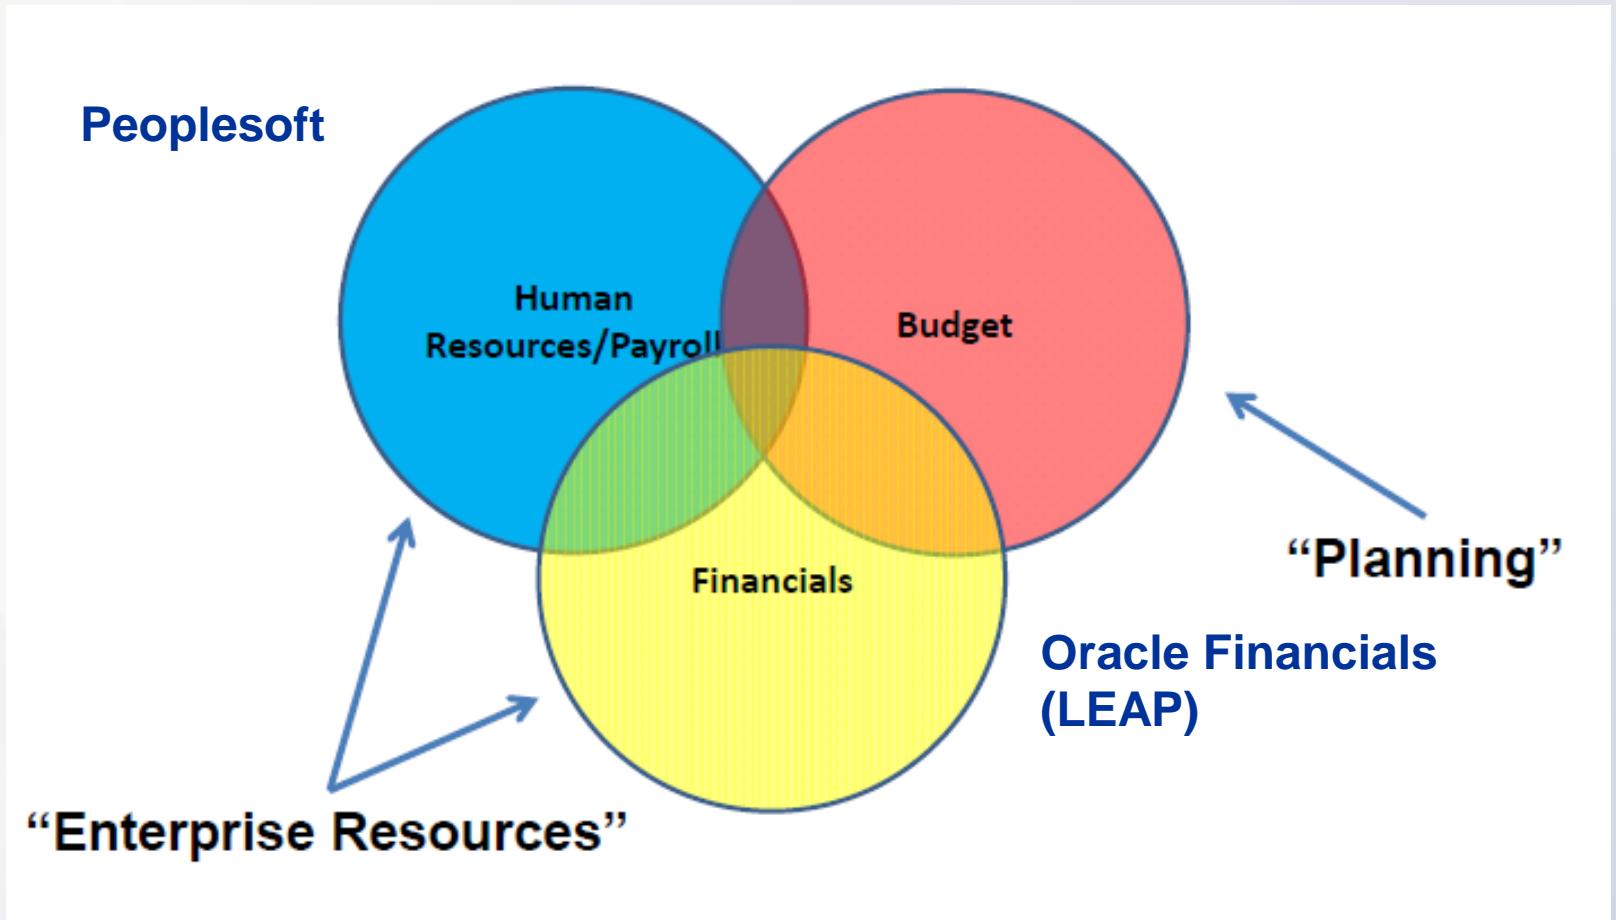 Peoplesoft
Human
Resources/Payroll
Budget
Financials
“Planning”
Oracle Financials
(LEAP)
“Enterprise Resources”